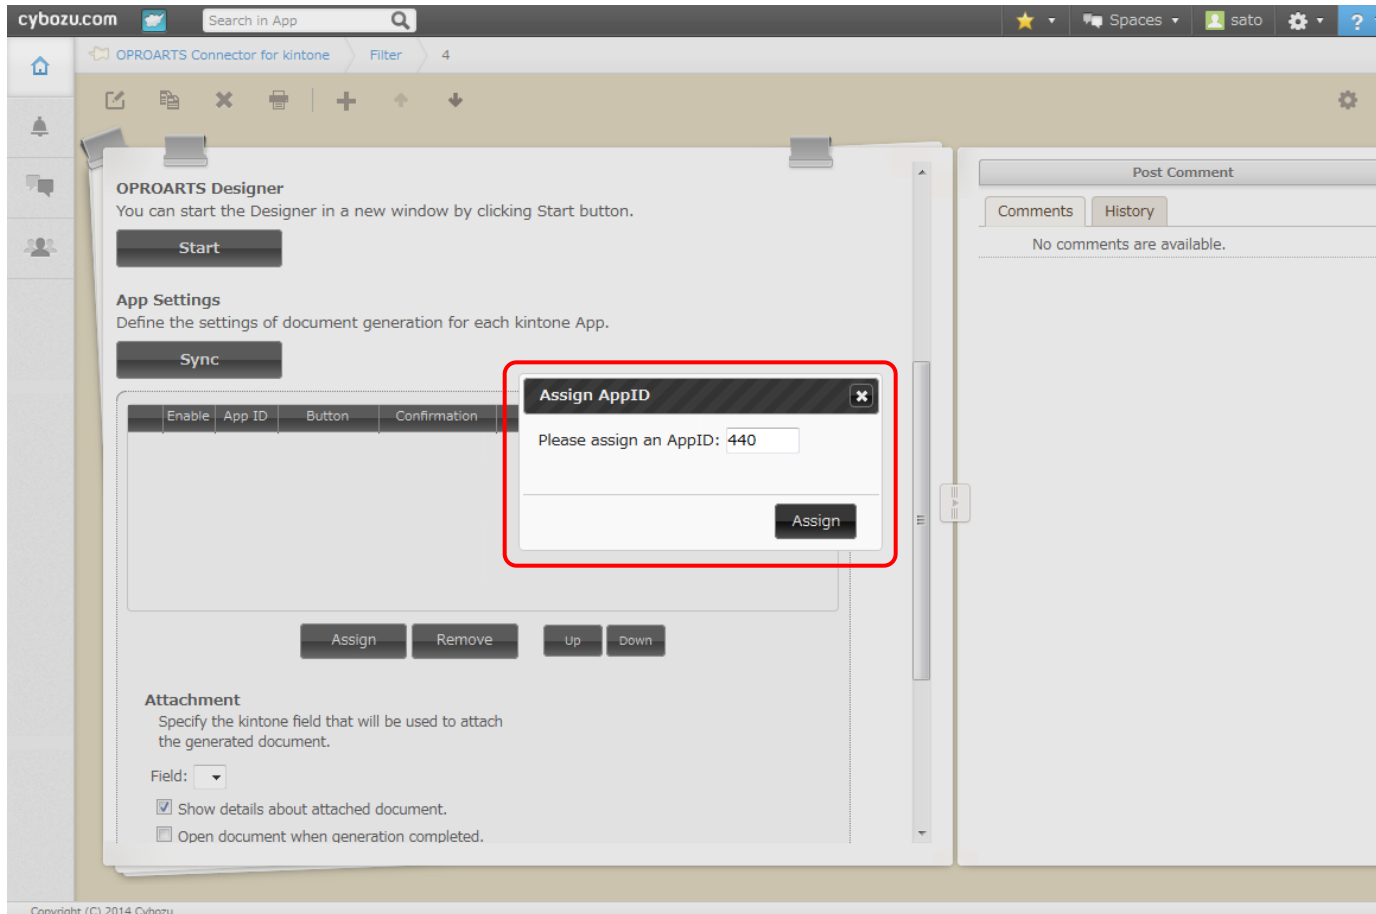 cybozu.com
Search in App
Spaces
sato
?
OPROARTS Connector for kintone
Filter
4
OPROARTS Designer
You can start the Designer in a new window by clicking Start button.
Start
App Settings
Define the settings of document generation for each kintone App.
Sync
Enable App ID Button Confirmation
Assign AppID
Please assign an AppID: 440
Assign
Assign Remove Up Down
Attachment
Specify the kintone field that will be used to attach
the generated document.
Field:
Show details about attached document.
Open document when generation completed.
Post Comment
Comments History
No comments are available.
Copyright (C) 2014 Cybozu